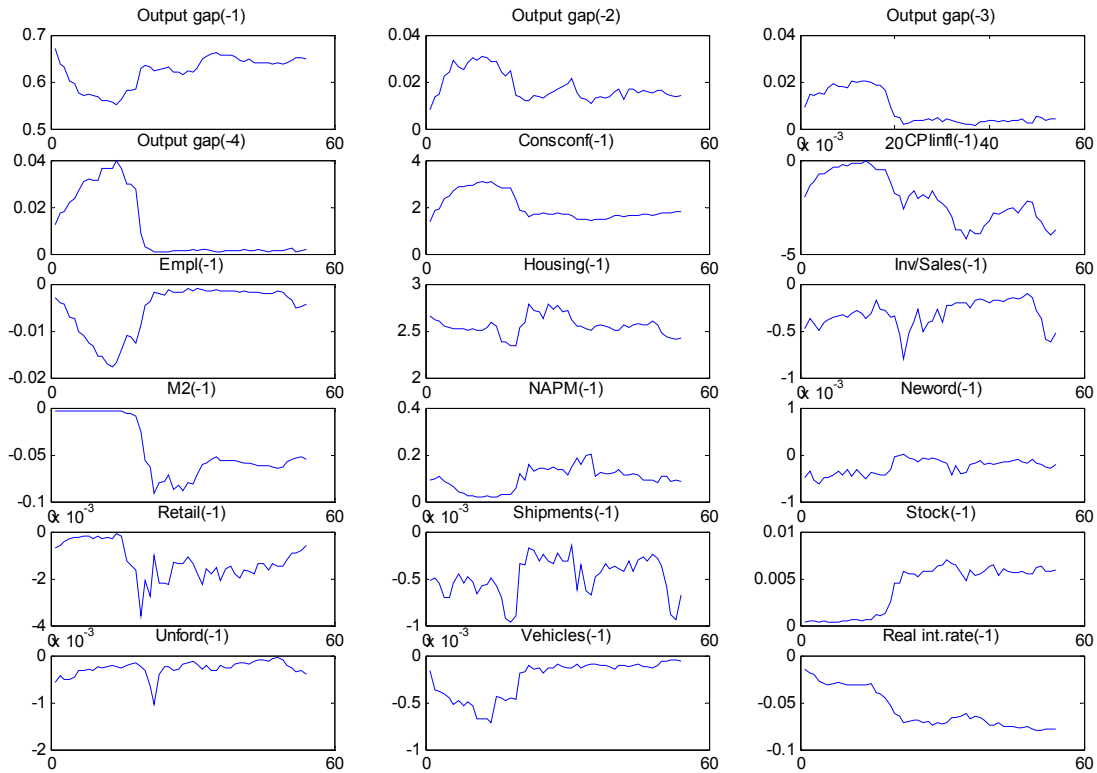 Output gap(-1)
0.7
0.6
0.5
0 60
Output gap(-2)
0.04
0.02
0
0 60
Output gap(-3)
0.04
0.02
0
0 20 40 60
Output gap(-4)
0.04
0.02
0
0 60
Consconf(-1)
4
2
0
0 60
x 10-3
CPIinfl(-1)
0
-5
0 60
Empl(-1)
0
-0.01
-0.02
0 60
Housing(-1)
3
2.5
2
0 60
Inv/Sales(-1)
0
-0.5
-1
0 60
M2(-1)
0
-0.05
-0.1
0 60
NAPM(-1)
0.4
0.2
0
0 60
x 10-3
Neword(-1)
1
0
-1
0 60
x 10-3
Retail(-1)
0
-2
-4
0 60
x 10-3
Shipments(-1)
0
-0.5
-1
0 60
Stock(-1)
0.01
0.005
0
0 60
x 10-3
Unford(-1)
0
-1
-2
0 60
x 10-3
Vehicles(-1)
0
-0.5
-1
0 60
Real int.rate(-1)
0
-0.05
-0.1
0 60